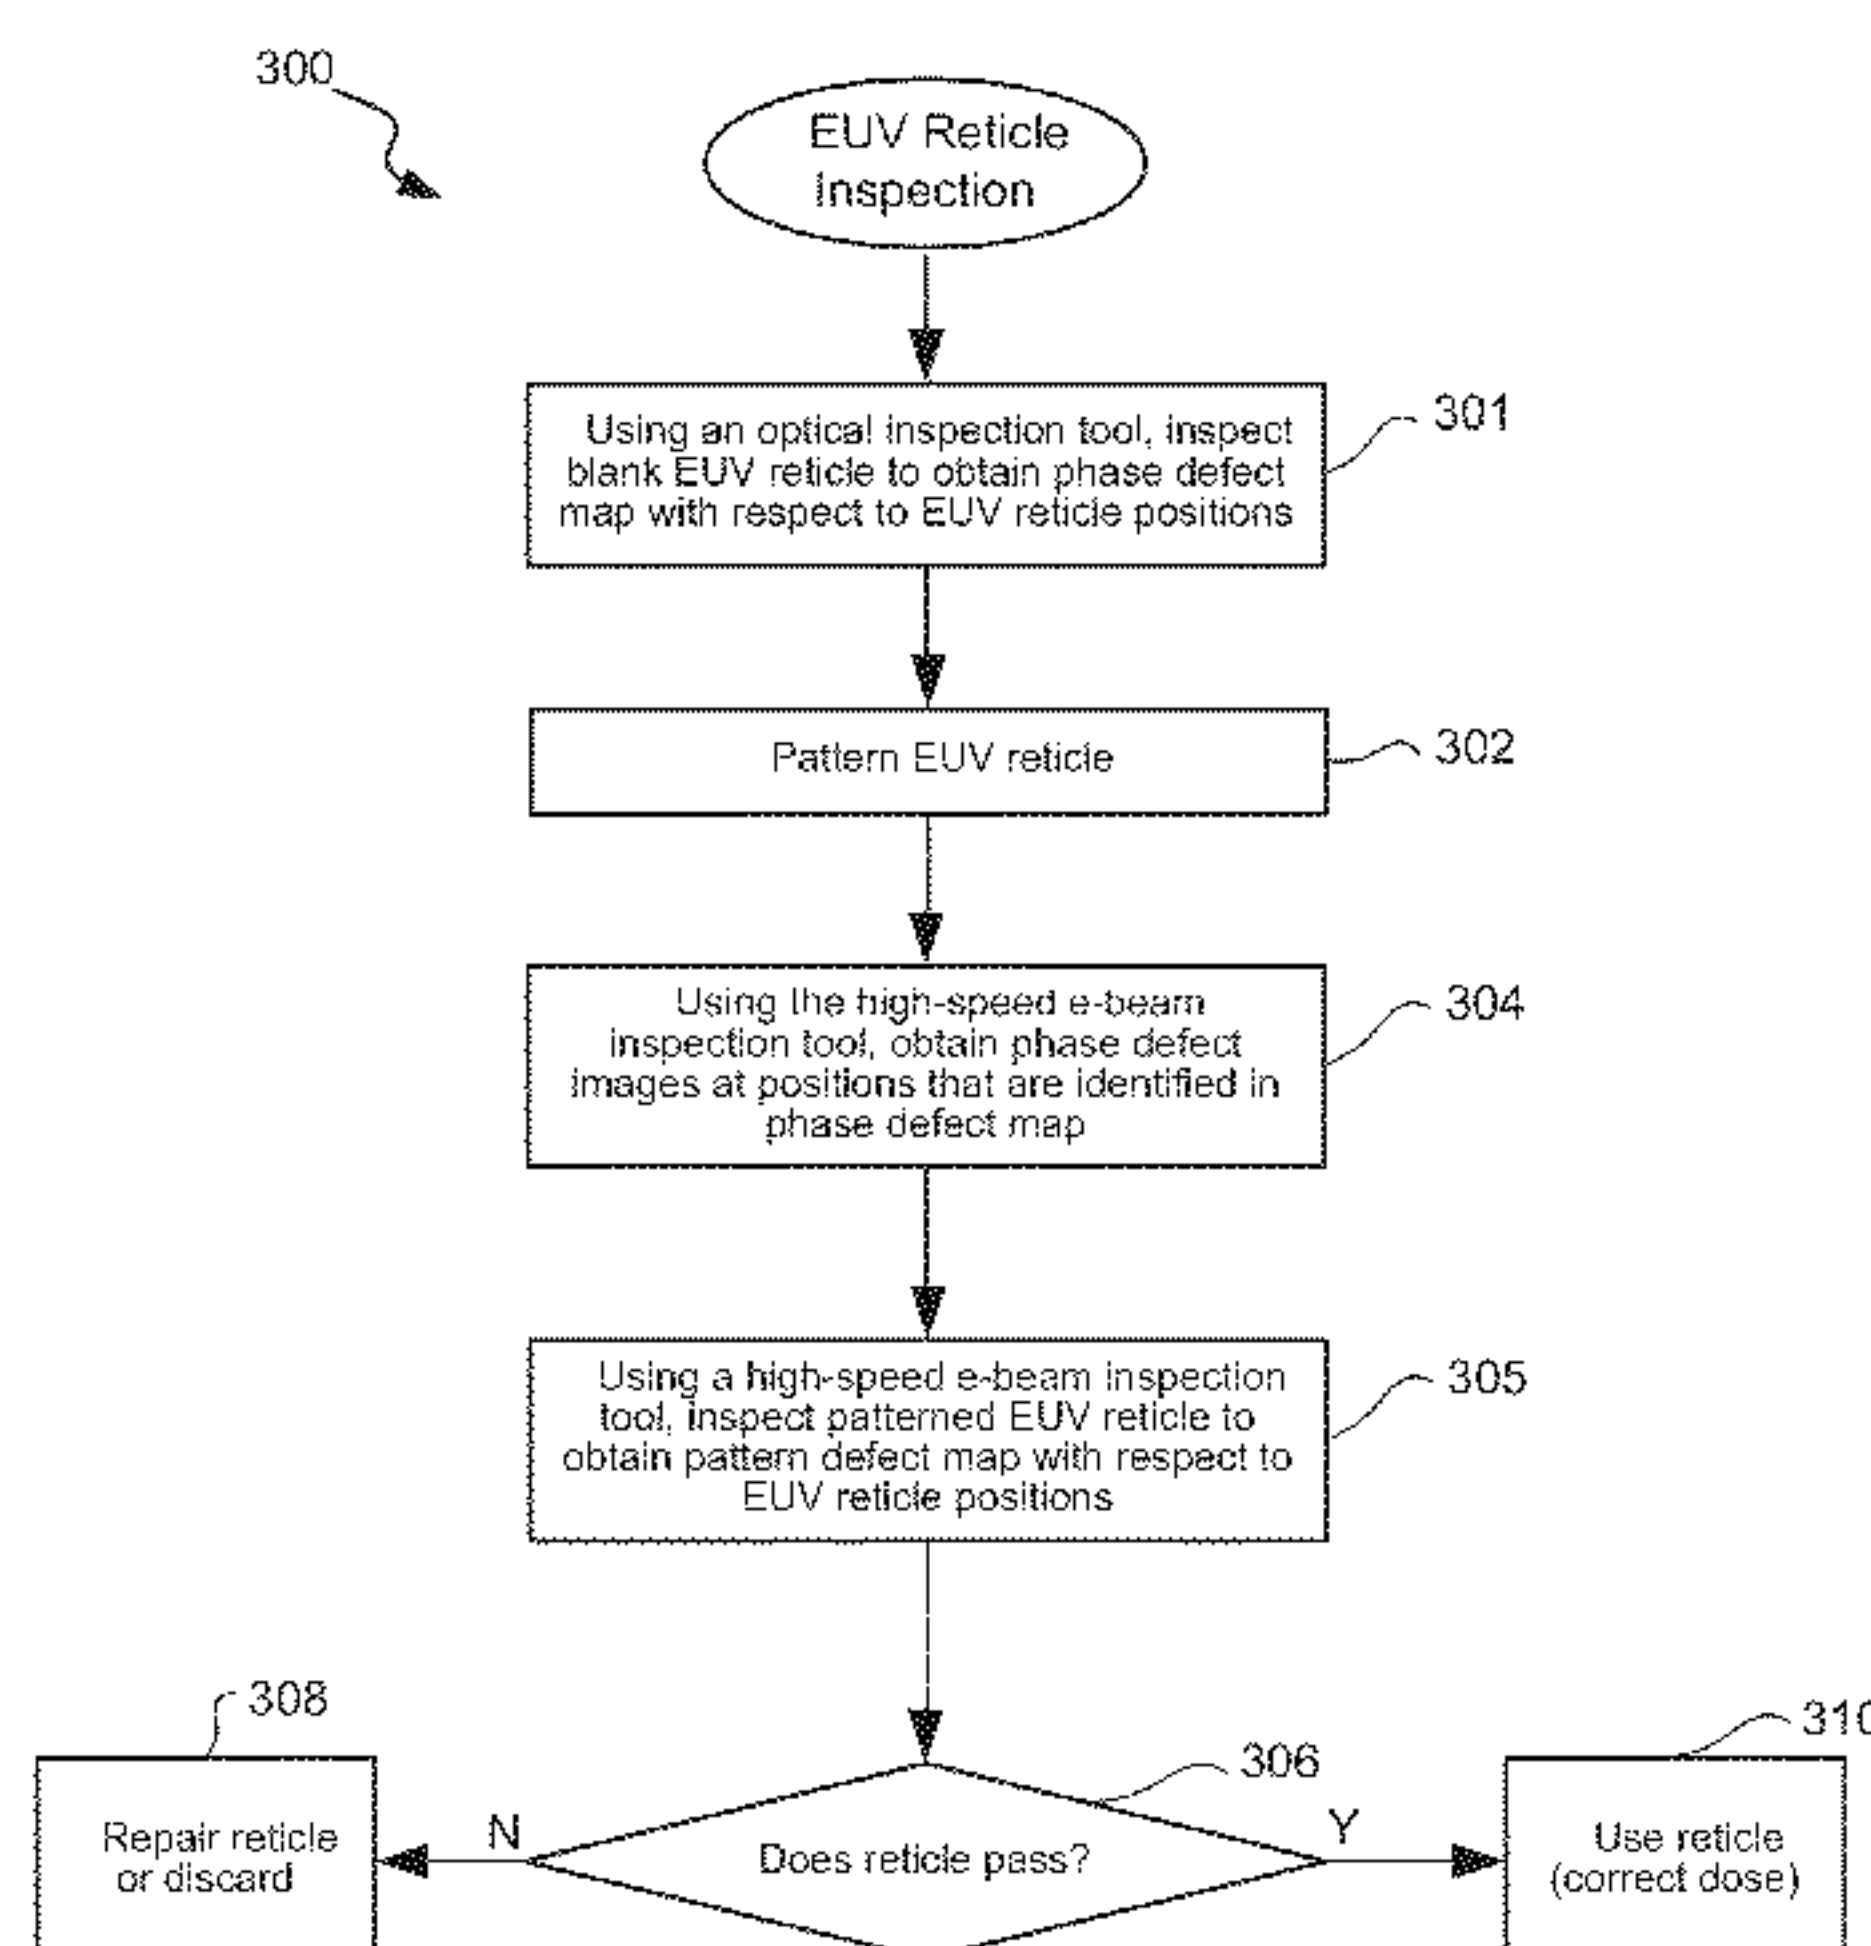 300
EUV Reticle
Inspection
Using an optical inspection tool, inspect
blank EUV reticle to obtain phase defect
map with respect to EUV reticle positions
301
Pattern EUV reticle
302
Using the high-speed e-beam
inspection tool, obtain phase defect
images at positions that are identified in
phase defect map
304
Using a high-speed e-beam inspection
tool, inspect patterned EUV reticle to
obtain pattern defect map with respect to
EUV reticle positions
305
308
Repair reticle
or discard
N
306
Does reticle pass?
Y
310
Use reticle
(correct dose)